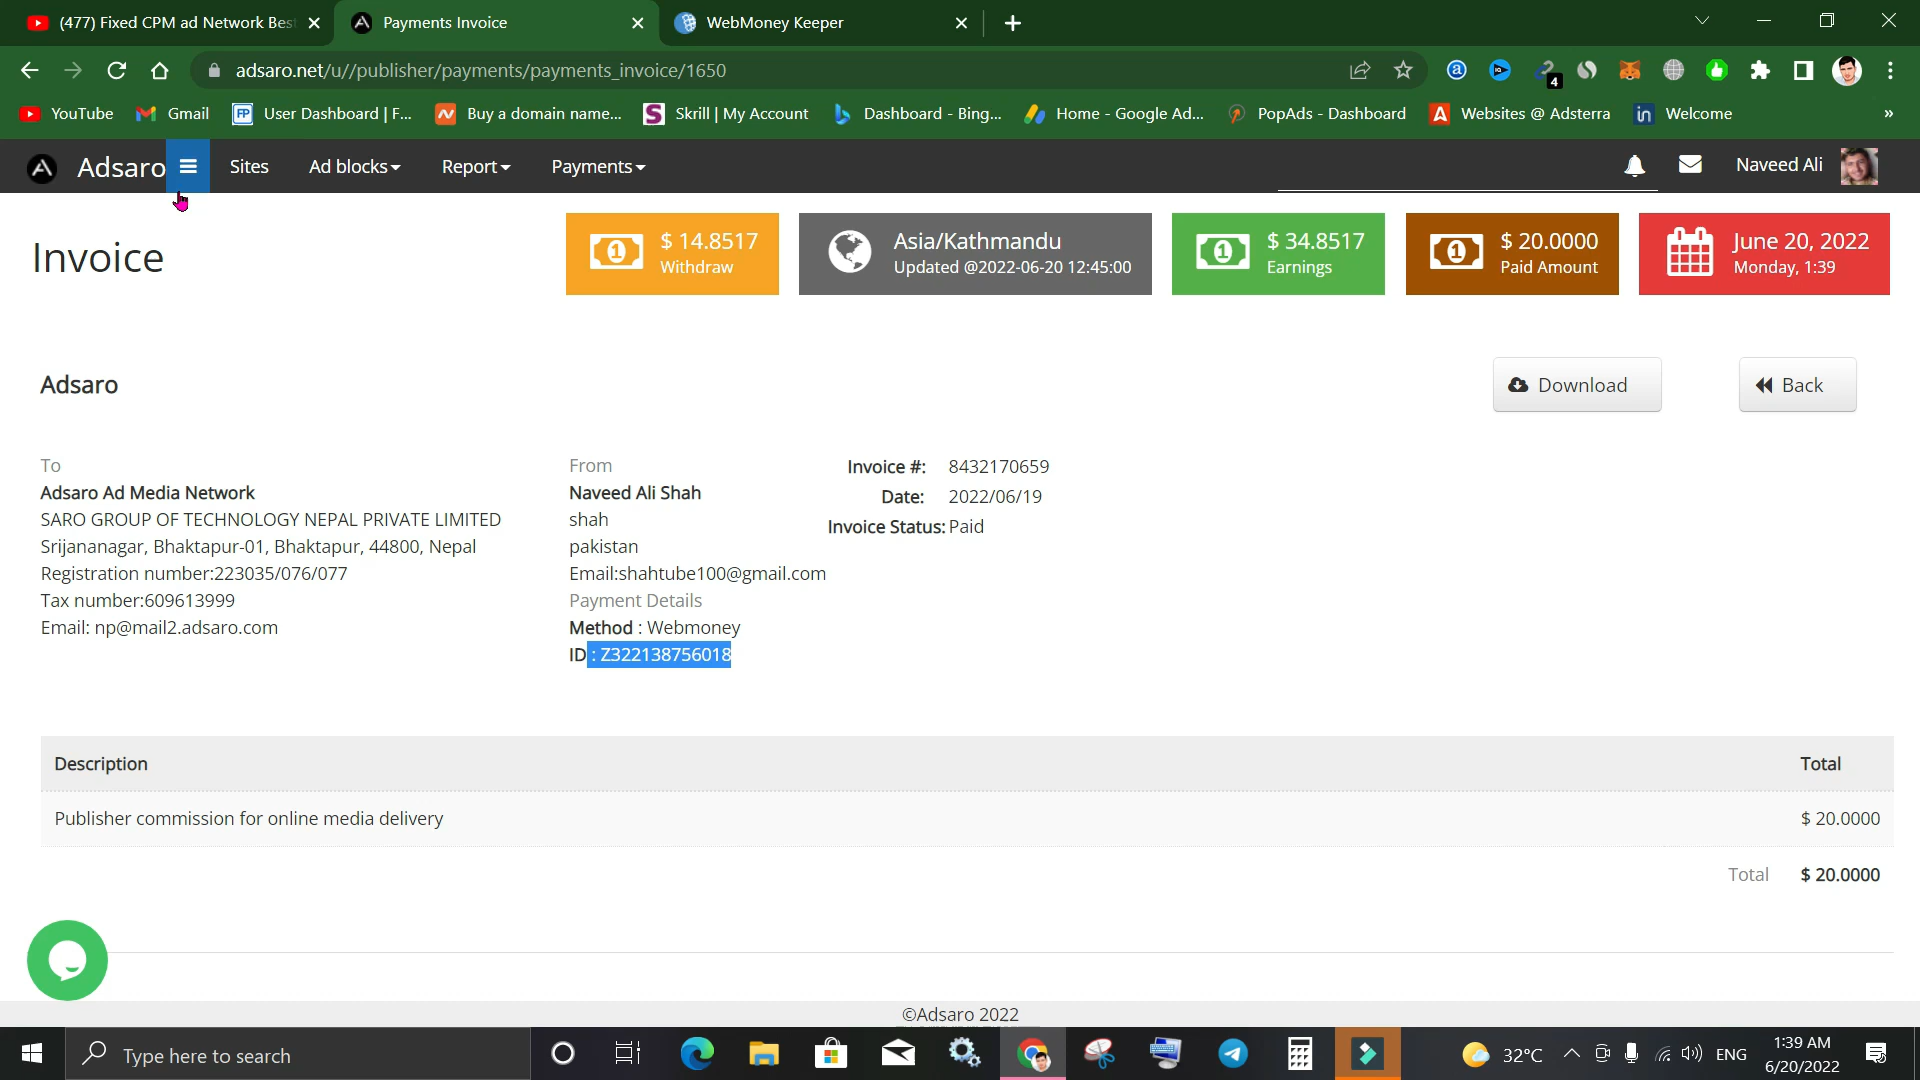 (477) Fixed CPM ad Network Bes
Payments Invoice
WebMoney Keeper
adsaro.net/u//publisher/payments/payments_invoice/1650
4
YouTube
Gmail
User Dashboard | F...
Buy a domain name...
Skrill | My Account
Dashboard - Bing...
Home - Google Ad...
PopAds - Dashboard
Websites @ Adsterra
Welcome
»
Adsaro
Sites
Ad blocks
Report
Payments
Naveed Ali
Invoice
$ 14.8517
Withdraw
Asia/Kathmandu
Updated @2022-06-20 12:45:00
$ 34.8517
Earnings
$ 20.0000
Paid Amount
June 20, 2022
Monday, 1:39
Adsaro
Download
Back
To
Adsaro Ad Media Network
SARO GROUP OF TECHNOLOGY NEPAL PRIVATE LIMITED
Srijananagar, Bhaktapur-01, Bhaktapur, 44800, Nepal
Registration number:223035/076/077
Tax number:609613999
Email: np@mail2.adsaro.com
From
Naveed Ali Shah
shah
pakistan
Email:shahtube100@gmail.com
Payment Details
Method : Webmoney
ID : Z322138756018
Invoice #: 8432170659
Date: 2022/06/19
Invoice Status: Paid
Description Total
Publisher commission for online media delivery $ 20.0000
Total $ 20.0000
©Adsaro 2022
Type here to search
32°C
ENG
1:39 AM
6/20/2022